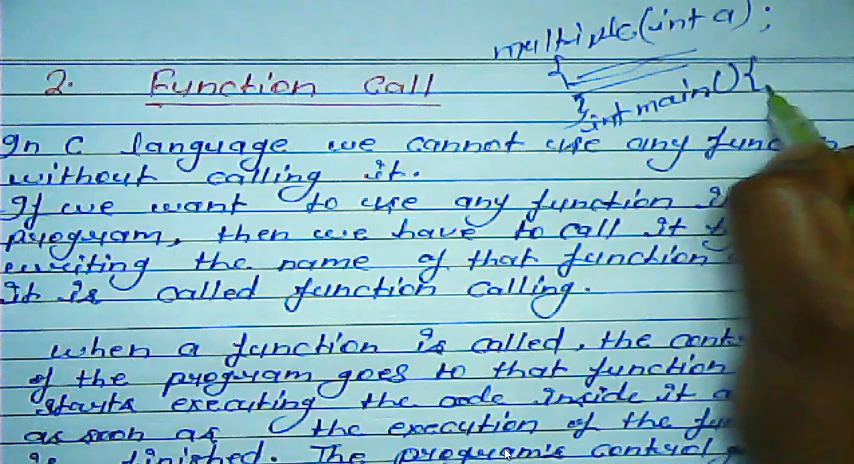 multiple(int a);
{
}
int main(){
2. Function Call
In C language we cannot use any func
without calling it.
If we want to use any function i
program, then we have to call it
writing the name of that function
It is called function calling.
when a function is called, the cont
of the program goes to that function
starts executing the code inside it a
as soon as the execution of the fu
is finished. The program's control